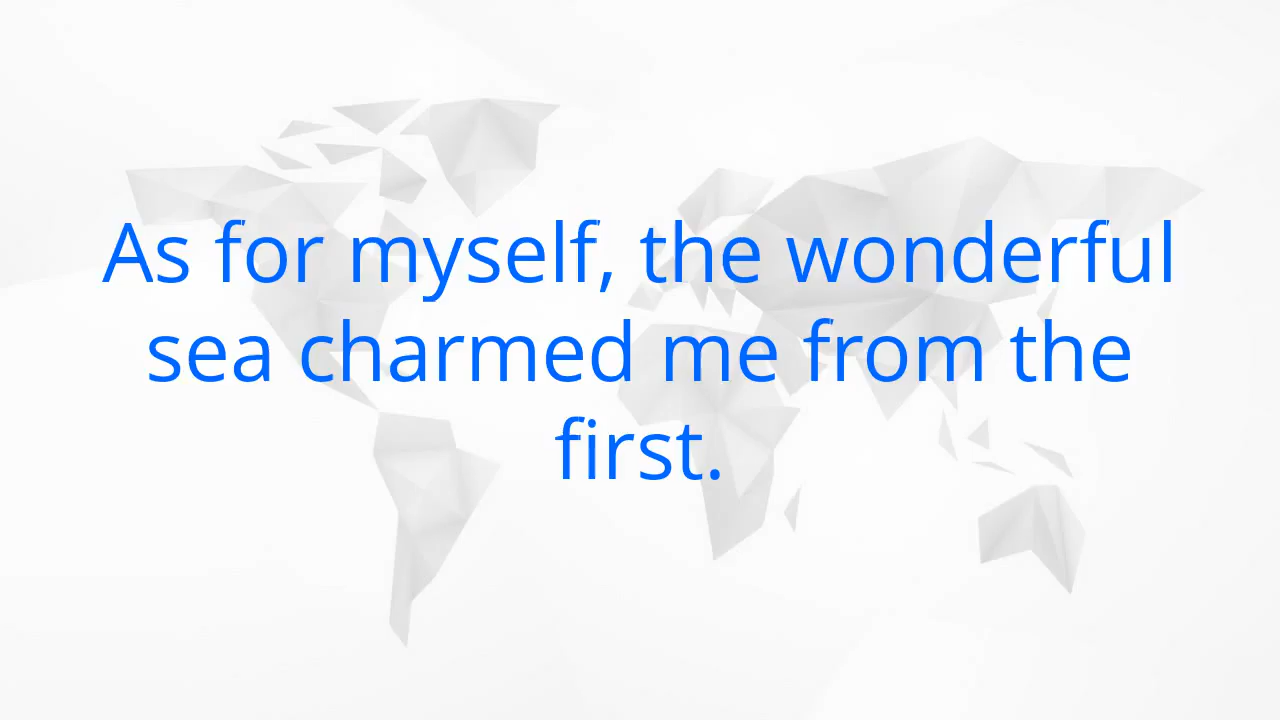 As for myself, the wonderful
sea charmed me from the
first.